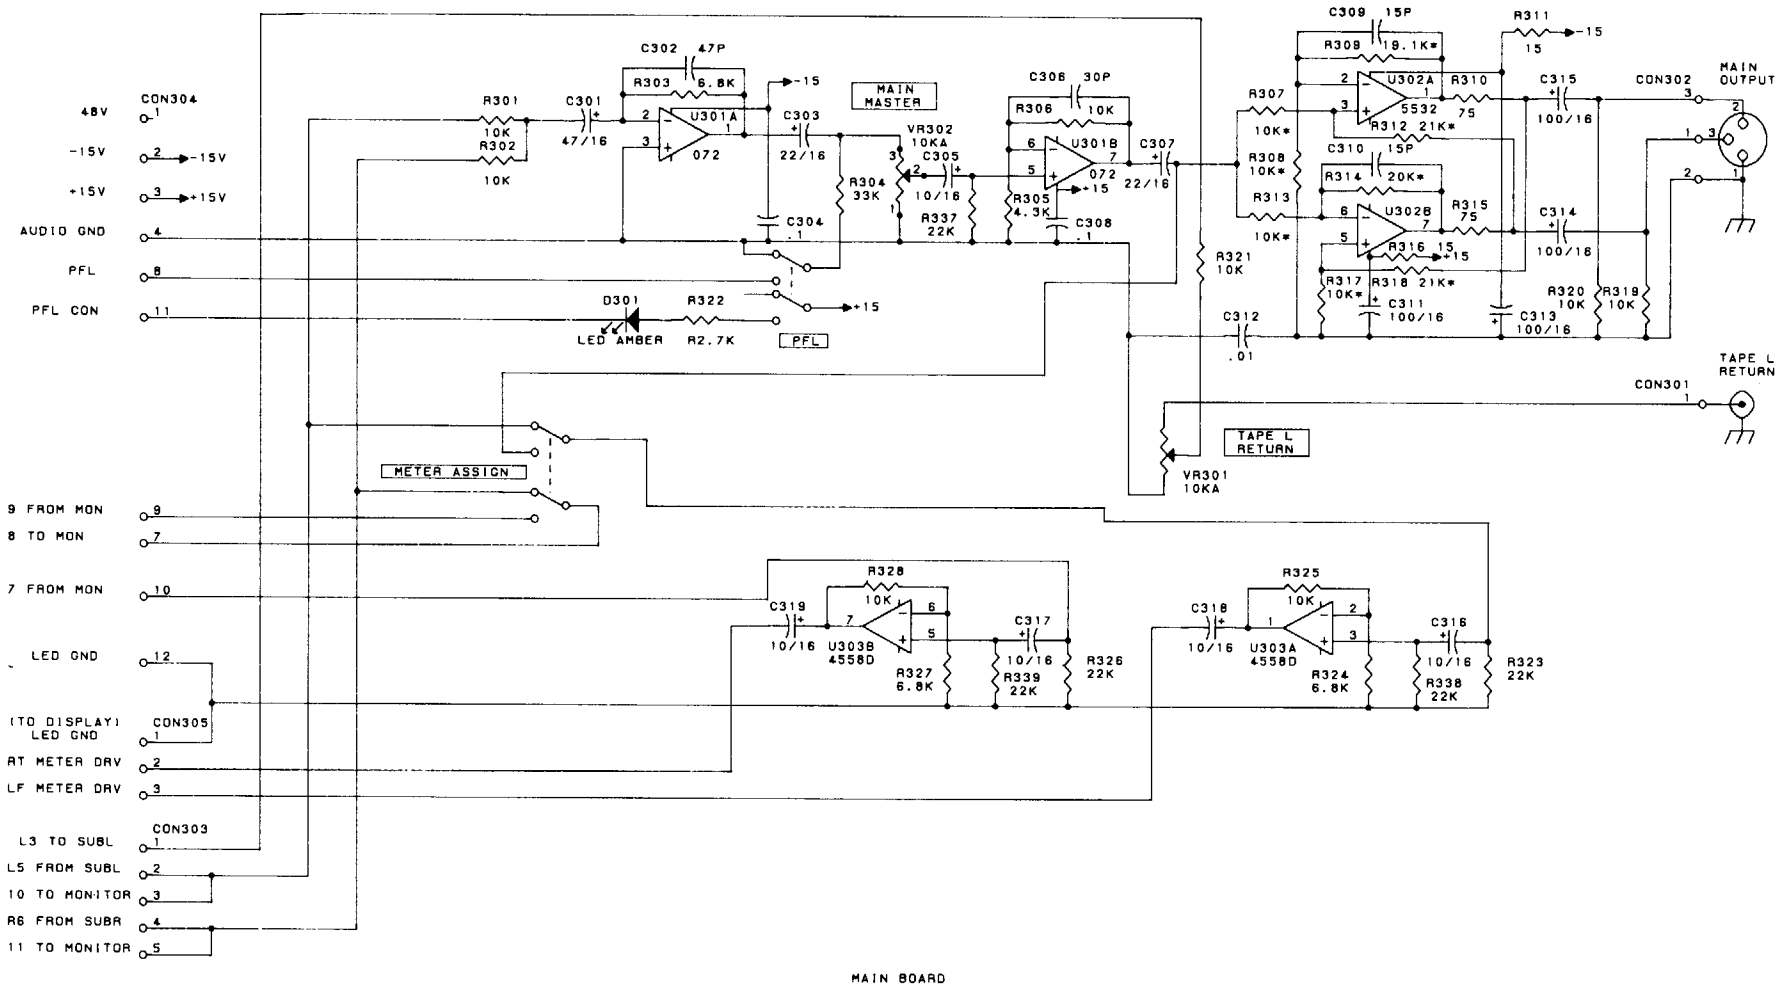 C309 15P
R311
-15
15
R309 19.1K*
MAIN
OUTPUT
C302 47P
R303
6.8K
-15
MAIN
MASTER
C306 30P
R306
10K
U302A
2
1
3
5532
R310
75
C315
100/16
CON302
3
2
1
3
2
1
48V
CON304
1
R301
10K
R302
10K
C301
47/16
2
3
U301A
1
072
C303
22/16
VR302
10KA
3
2
1
C305
10/16
6
5
U301B
7
072
+15
C307
22/16
R307
10K*
R312 21K*
C310 15P
R308
10K*
R314
20K*
-15V
2
-15V
+15V
3
+15V
R304
33K
R337
22K
R305
4.3K
C304
.1
C308
.1
R313
10K*
6
5
U302B
7
R315
75
C314
100/16
AUDIO GND
4
R316 15
+15
R318 21K*
R317
10K*
R321
10K
PFL
8
C311
100/16
C313
100/16
R320
10K
R319
10K
+15
PFL CON
11
D301
LED AMBER
R322
R2.7K
PFL
C312
.01
TAPE L
RETURN
CON301
1
TAPE L
RETURN
METER ASSIGN
VR301
10KA
9 FROM MON
9
8 TO MON
7
7 FROM MON
10
R328
10K
C319
10/16
7
6
5
U303B
4558D
C317
10/16
R327
6.8K
R339
22K
R326
22K
R325
10K
C318
10/16
1
2
3
U303A
4558D
C316
10/16
R324
6.8K
R338
22K
R323
22K
LED GND
12
(TO DISPLAY)
LED GND
CON305
1
RT METER DRV
2
LF METER DRV
3
CON303
L3 TO SUBL
1
L5 FROM SUBL
2
10 TO MONITOR
3
R6 FROM SUBR
4
11 TO MONITOR
5
MAIN BOARD